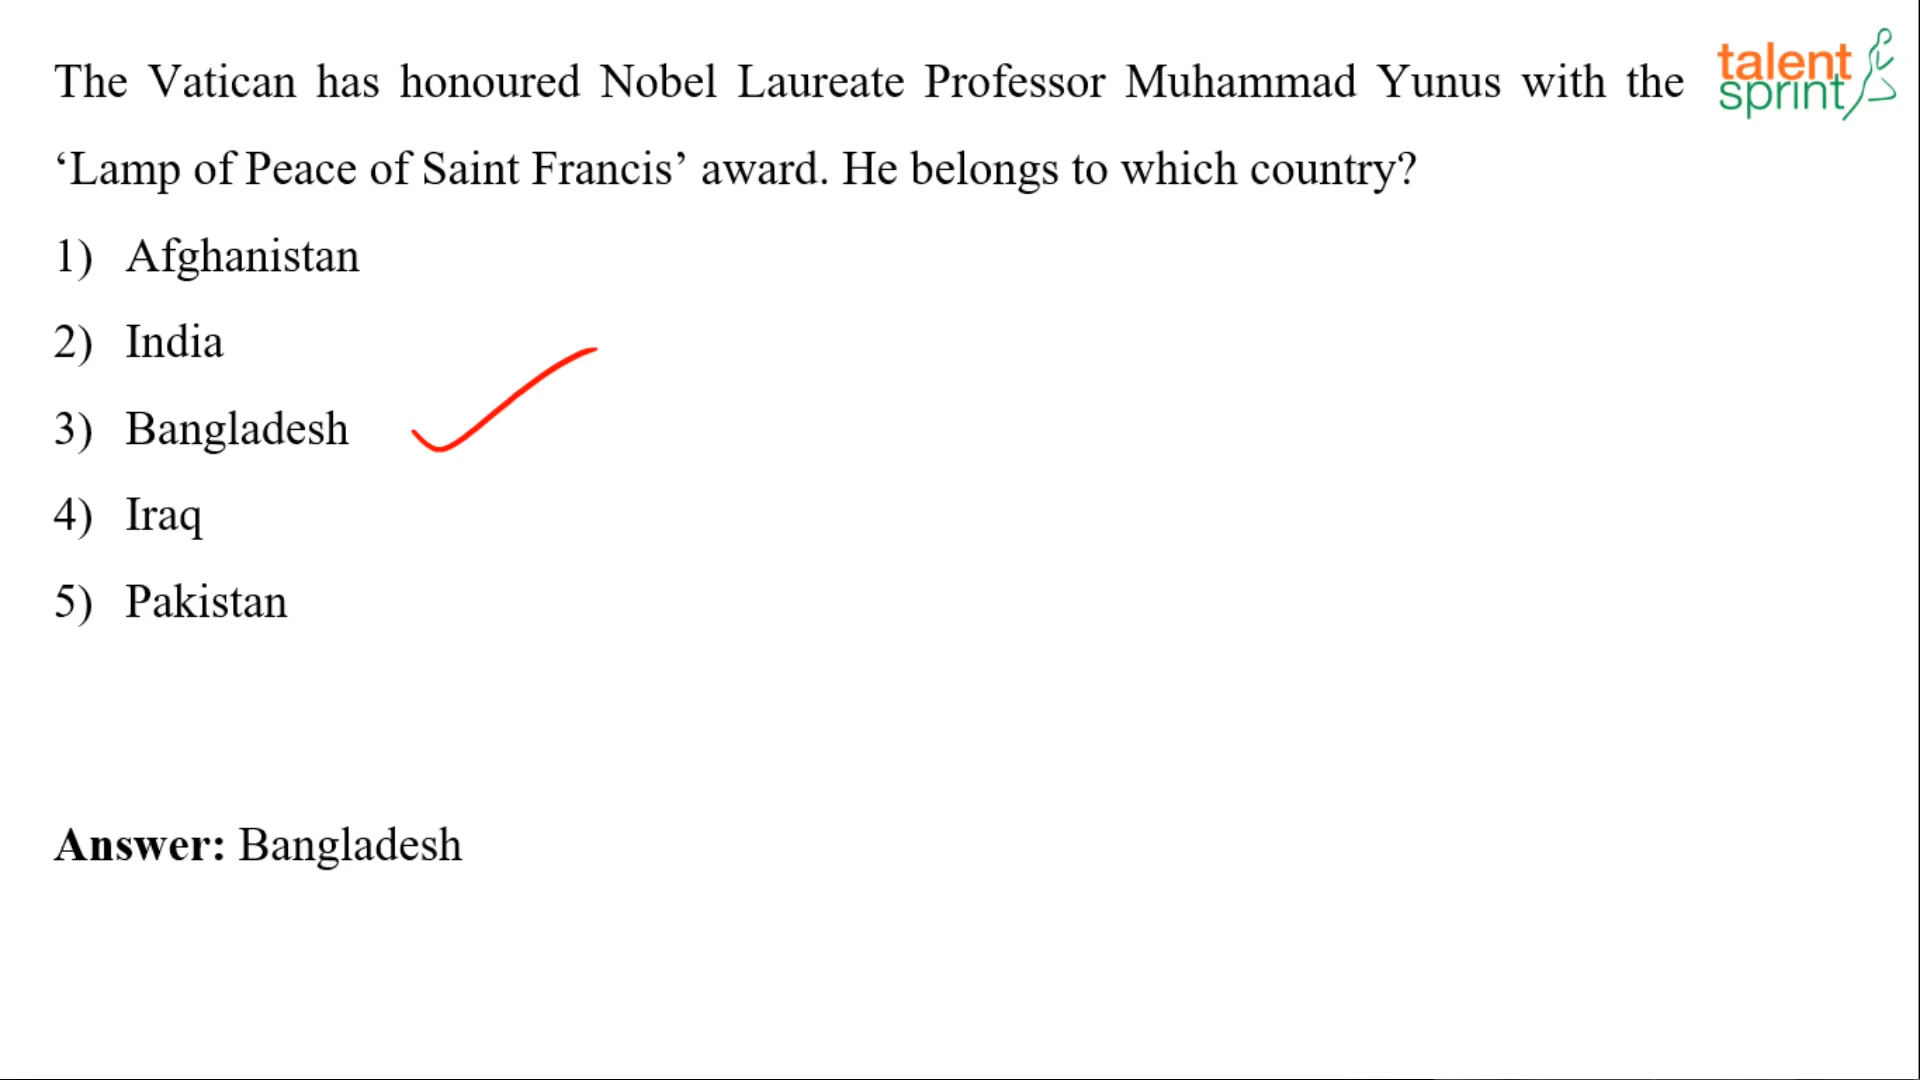 The Vatican has honoured Nobel Laureate Professor Muhammad Yunus with the
‘Lamp of Peace of Saint Francis’ award. He belongs to which country?
1) Afghanistan
2) India
3) Bangladesh
4) Iraq
5) Pakistan
Answer: Bangladesh
talent
sprint